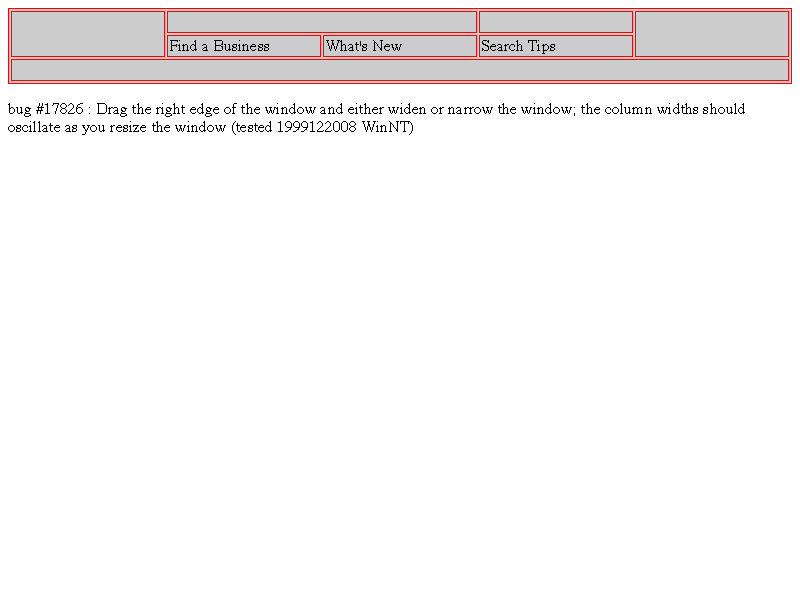 Find a Business What's New Search Tips
bug #17826 : Drag the right edge of the window and either widen or narrow the window; the column widths should
oscillate as you resize the window (tested 1999122008 WinNT)